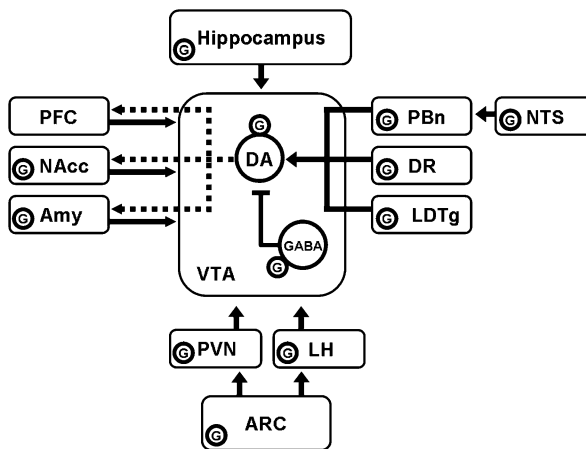 G Hippocampus
PFC
G NAcc
G Amy
G
DA
GABA
G
VTA
G PBn
G NTS
G DR
G LDTg
G PVN
G LH
G ARC